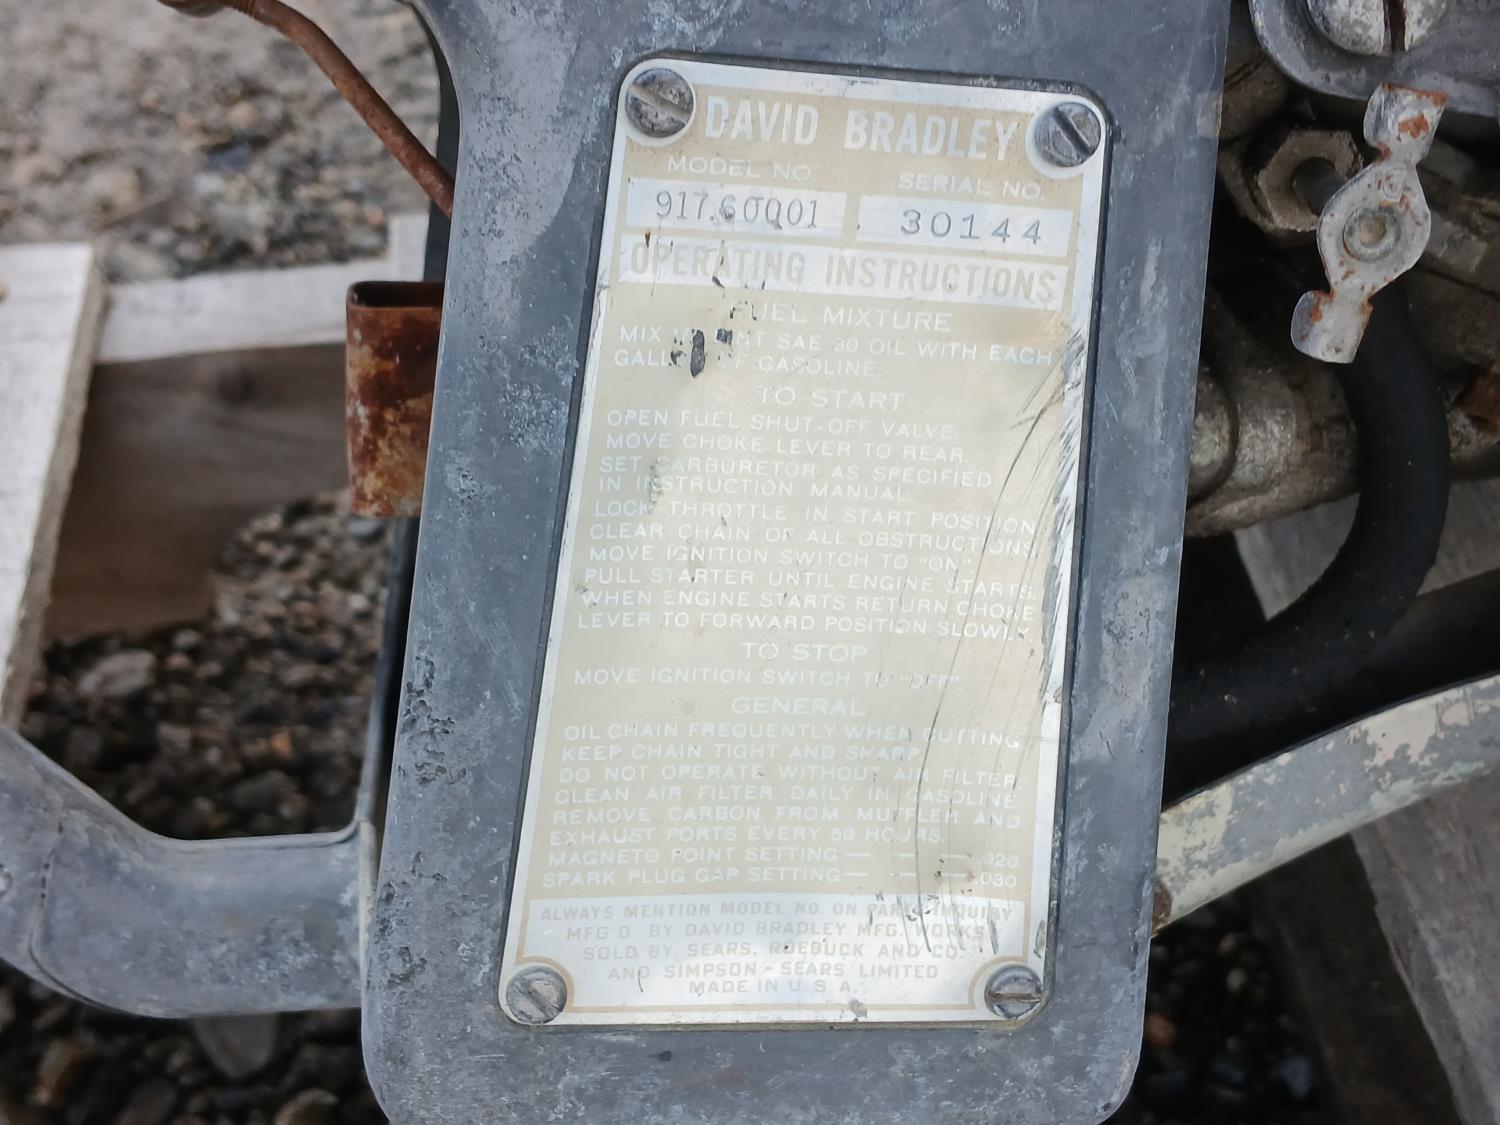 DAVID BRADLEY
MODEL NO. SERIAL NO.
917.60001 30144
OPERATING INSTRUCTIONS
FUEL MIXTURE
MIX SAE 30 OIL WITH EACH
GALLON OF GASOLINE.
TO START
OPEN FUEL SHUT-OFF VALVE.
MOVE CHOKE LEVER TO REAR.
SET CARBURETOR AS SPECIFIED
IN INSTRUCTION MANUAL.
LOCK THROTTLE IN START POSITION.
CLEAR CHAIN OF ALL OBSTRUCTIONS.
MOVE IGNITION SWITCH TO "ON".
PULL STARTER UNTIL ENGINE STARTS.
WHEN ENGINE STARTS RETURN CHOKE
LEVER TO FORWARD POSITION SLOWLY.
TO STOP
MOVE IGNITION SWITCH TO "OFF".
GENERAL
OIL CHAIN FREQUENTLY WHEN CUTTING
KEEP CHAIN TIGHT AND SHARP.
DO NOT OPERATE WITHOUT AIR FILTER.
CLEAN AIR FILTER DAILY IN GASOLINE.
REMOVE CARBON FROM MUFFLER AND
EXHAUST PORTS EVERY 50 HOURS.
MAGNETO POINT SETTING — - — .020
SPARK PLUG GAP SETTING — - — .030
ALWAYS MENTION MODEL NO. ON PARTS INQUIRY
MFG'D. BY DAVID BRADLEY MFG. WORKS
SOLD BY SEARS, ROEBUCK AND CO.
AND SIMPSON-SEARS LIMITED
MADE IN U.S.A.